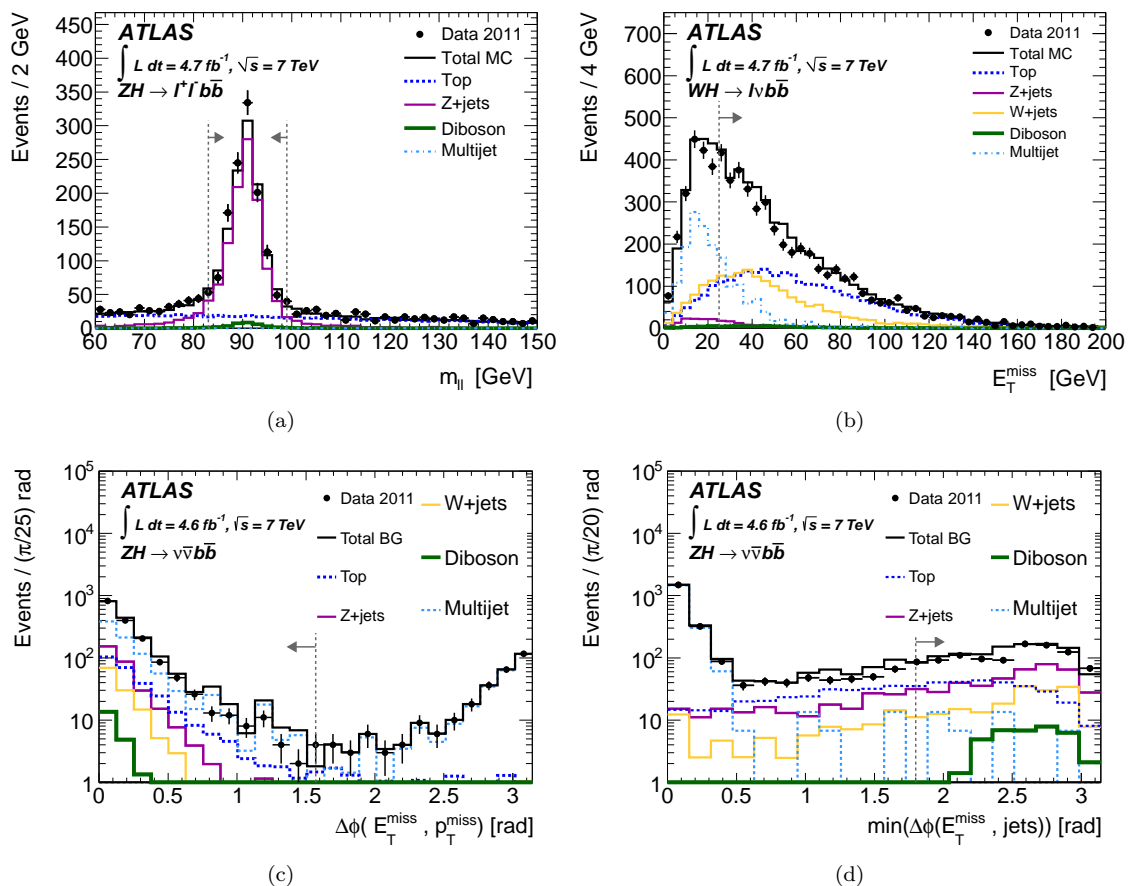 ATLAS
∫ L dt = 4.7 fb⁻¹, √s = 7 TeV
ZH → l⁺l⁻bb̅
Data 2011
Total MC
Top
Z+jets
Diboson
Multijet
Events / 2 GeV
450
400
350
300
250
200
150
100
50
0
60 70 80 90 100 110 120 130 140 150
m_ll [GeV]
(a)
ATLAS
∫ L dt = 4.7 fb⁻¹, √s = 7 TeV
WH → lνbb̅
Data 2011
Total MC
Top
Z+jets
W+jets
Diboson
Multijet
Events / 4 GeV
700
600
500
400
300
200
100
0
0 20 40 60 80 100 120 140 160 180 200
E_T^miss [GeV]
(b)
ATLAS
∫ L dt = 4.6 fb⁻¹, √s = 7 TeV
ZH → νν̅bb̅
Data 2011
Total BG
Top
Z+jets
W+jets
Diboson
Multijet
Events / (π/25) rad
10⁵
10⁴
10³
10²
10
1
0 0.5 1 1.5 2 2.5 3
Δϕ( E_T^miss , p_T^miss) [rad]
(c)
ATLAS
∫ L dt = 4.6 fb⁻¹, √s = 7 TeV
ZH → νν̅bb̅
Data 2011
Total BG
Top
Z+jets
W+jets
Diboson
Multijet
Events / (π/20) rad
10⁵
10⁴
10³
10²
10
1
0 0.5 1 1.5 2 2.5 3
min(Δϕ(E_T^miss , jets)) [rad]
(d)